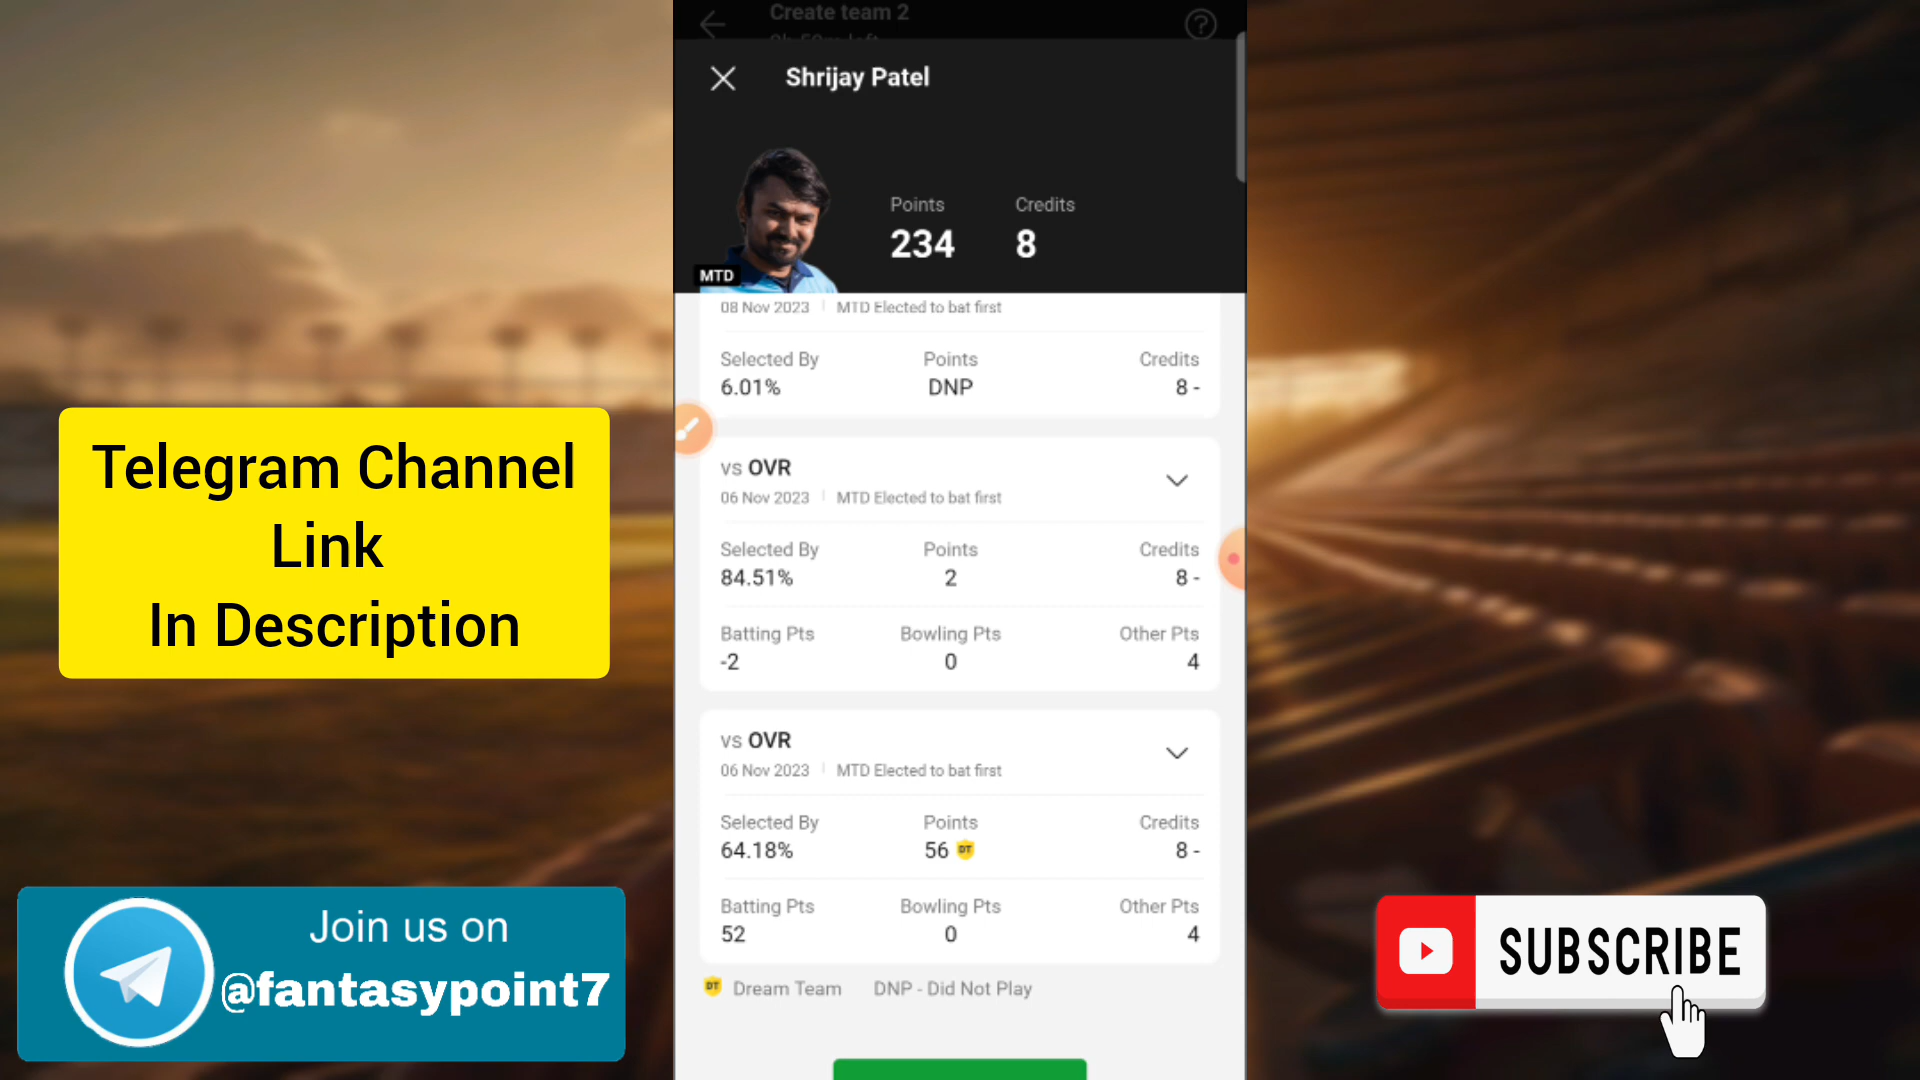 Create team 2
Shrijay Patel
Points
Credits
234
8
MTD
08 Nov 2023
MTD Elected to bat first
Selected By
Points
Credits
6.01%
DNP
8 -
vs OVR
06 Nov 2023
MTD Elected to bat first
Selected By
Points
Credits
84.51%
2
8 -
Batting Pts
Bowling Pts
Other Pts
-2
0
4
vs OVR
06 Nov 2023
MTD Elected to bat first
Selected By
Points
Credits
64.18%
56 DT
8 -
Batting Pts
Bowling Pts
Other Pts
52
0
4
DT Dream Team
DNP - Did Not Play
Telegram Channel
Link
In Description
Join us on
@fantasypoint7
SUBSCRIBE